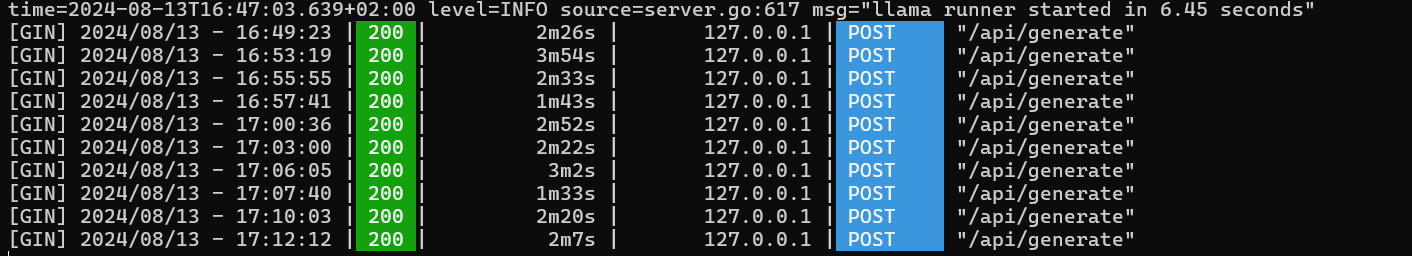 time=2024-08-13T16:47:03.639+02:00 level=INFO source=server.go:617 msg="llama runner started in 6.45 seconds"
[GIN] 2024/08/13 - 16:49:23 | 200 | 2m26s | 127.0.0.1 | POST "/api/generate"
[GIN] 2024/08/13 - 16:53:19 | 200 | 3m54s | 127.0.0.1 | POST "/api/generate"
[GIN] 2024/08/13 - 16:55:55 | 200 | 2m33s | 127.0.0.1 | POST "/api/generate"
[GIN] 2024/08/13 - 16:57:41 | 200 | 1m43s | 127.0.0.1 | POST "/api/generate"
[GIN] 2024/08/13 - 17:00:36 | 200 | 2m52s | 127.0.0.1 | POST "/api/generate"
[GIN] 2024/08/13 - 17:03:00 | 200 | 2m22s | 127.0.0.1 | POST "/api/generate"
[GIN] 2024/08/13 - 17:06:05 | 200 | 3m2s | 127.0.0.1 | POST "/api/generate"
[GIN] 2024/08/13 - 17:07:40 | 200 | 1m33s | 127.0.0.1 | POST "/api/generate"
[GIN] 2024/08/13 - 17:10:03 | 200 | 2m20s | 127.0.0.1 | POST "/api/generate"
[GIN] 2024/08/13 - 17:12:12 | 200 | 2m7s | 127.0.0.1 | POST "/api/generate"